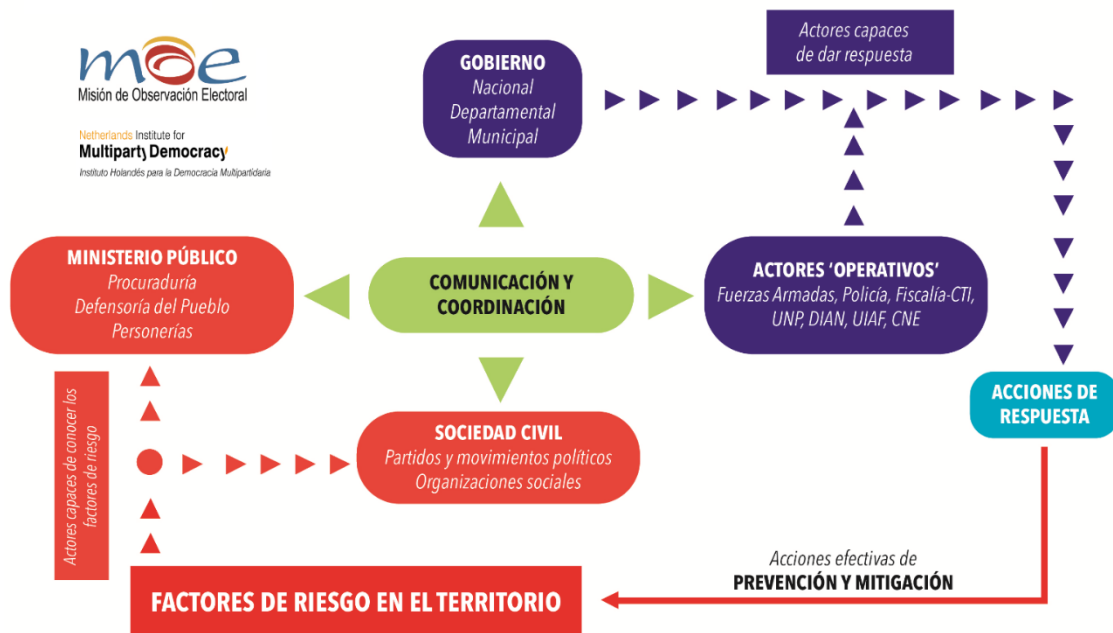 moe
Misión de Observación Electoral
Netherlands Institute for
Multiparty Democracy
Instituto Holandés para la Democracia Multipartidaria
Actores capaces
de dar respuesta
GOBIERNO
Nacional
Departamental
Municipal
MINISTERIO PÚBLICO
Procuraduría
Defensoría del Pueblo
Personerías
COMUNICACIÓN Y
COORDINACIÓN
ACTORES ‘OPERATIVOS’
Fuerzas Armadas, Policía, Fiscalía-CTI,
UNP, DIAN, UIAF, CNE
Actores capaces de conocer los
factores de riesgo
SOCIEDAD CIVIL
Partidos y movimientos políticos
Organizaciones sociales
ACCIONES DE
RESPUESTA
Acciones efectivas de
PREVENCIÓN Y MITIGACIÓN
FACTORES DE RIESGO EN EL TERRITORIO